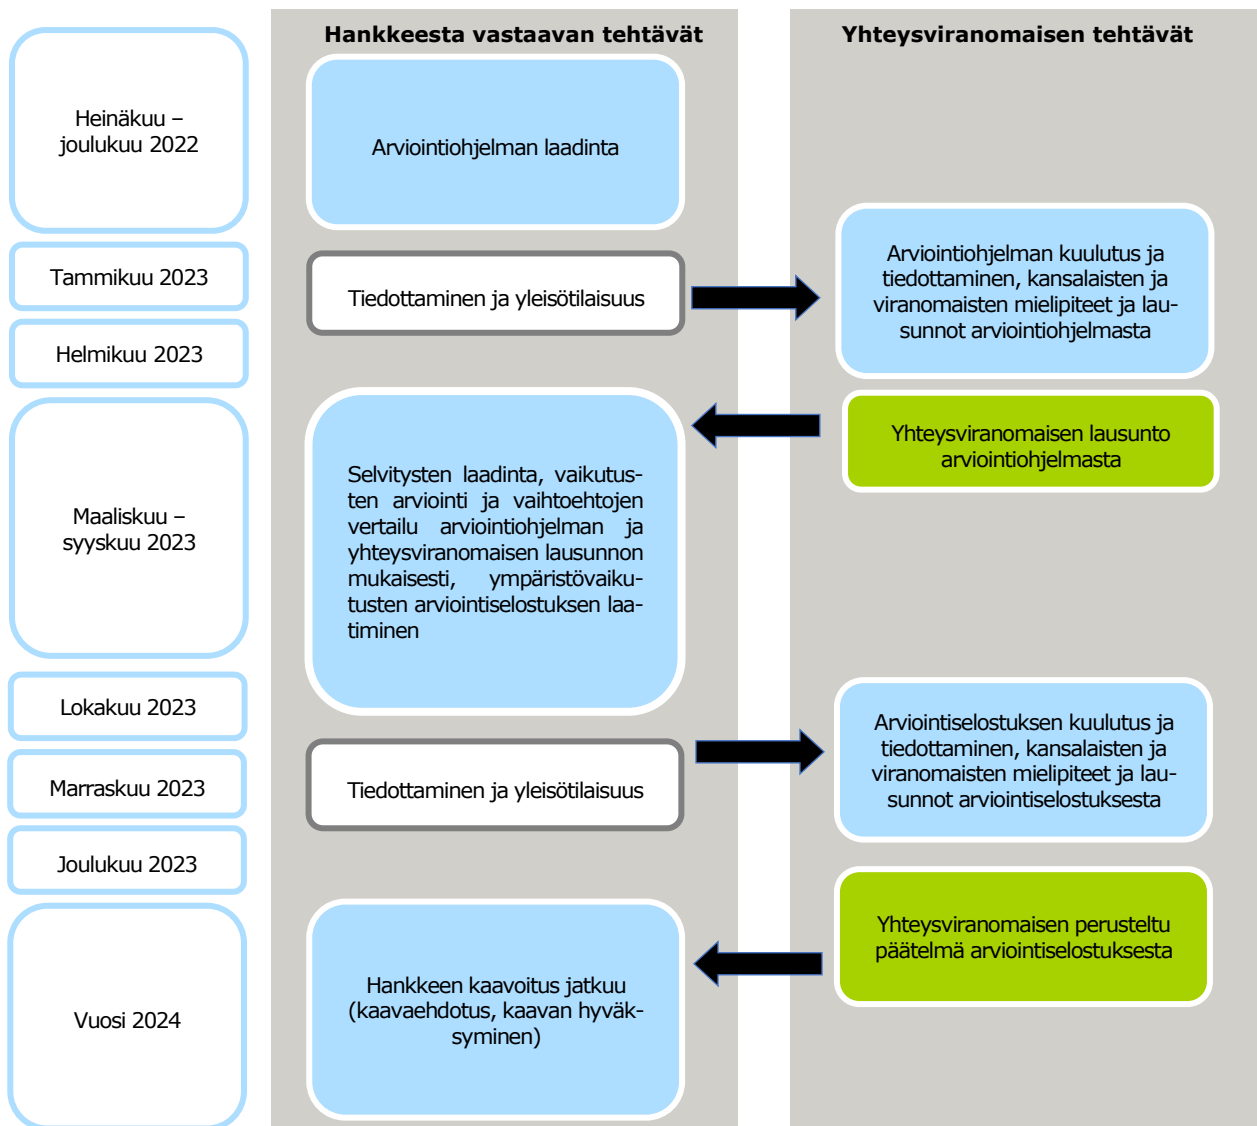 Hankkeesta vastaavan tehtävät
Yhteysviranomaisen tehtävät
Heinäkuu –
joulukuu 2022
Arviointiohjelman laadinta
Tammikuu 2023
Tiedottaminen ja yleisötilaisuus
Arviointiohjelman kuulutus ja
tiedottaminen, kansalaisten ja
viranomaisten mielipiteet ja lau-
sunnot arviointiohjelmasta
Helmikuu 2023
Maaliskuu –
syyskuu 2023
Selvitysten laadinta, vaikutus-
ten arviointi ja vaihtoehtojen
vertailu arviointiohjelman ja
yhteysviranomaisen lausunnon
mukaisesti, ympäristövaiku-
tusten arviointiselostuksen laa-
timinen
Yhteysviranomaisen lausunto
arviointiohjelmasta
Lokakuu 2023
Arviointiselostuksen kuulutus ja
tiedottaminen, kansalaisten ja
viranomaisten mielipiteet ja lau-
sunnot arviointiselostuksesta
Marraskuu 2023
Tiedottaminen ja yleisötilaisuus
Joulukuu 2023
Yhteysviranomaisen perusteltu
päätelmä arviointiselostuksesta
Vuosi 2024
Hankkeen kaavoitus jatkuu
(kaavaehdotus, kaavan hyväk-
syminen)